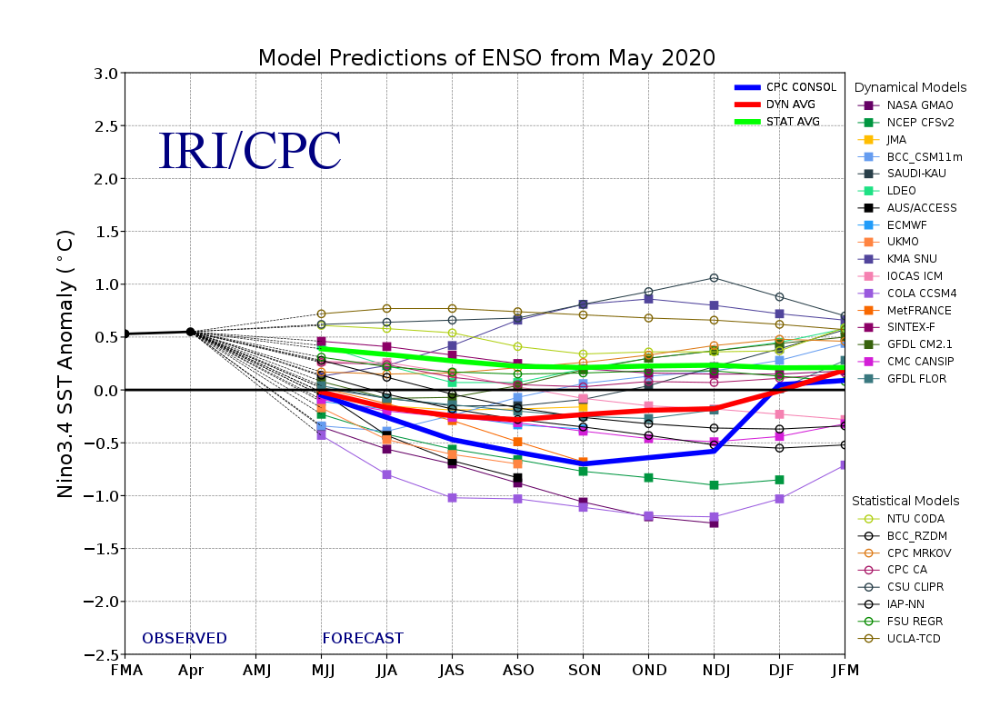 Model Predictions of ENSO from May 2020
IRI/CPC
CPC CONSOL
DYN AVG
STAT AVG
Nino3.4 SST Anomaly (°C)
3.0
2.5
2.0
1.5
1.0
0.5
0.0
−0.5
−1.0
−1.5
−2.0
−2.5
OBSERVED
FORECAST
FMA Apr AMJ MJJ JJA JAS ASO SON OND NDJ DJF JFM
Dynamical Models
NASA GMAO
NCEP CFSv2
JMA
BCC_CSM11m
SAUDI-KAU
LDEO
AUS/ACCESS
ECMWF
UKMO
KMA SNU
IOCAS ICM
COLA CCSM4
MetFRANCE
SINTEX-F
GFDL CM2.1
CMC CANSIP
GFDL FLOR
Statistical Models
NTU CODA
BCC_RZDM
CPC MRKOV
CPC CA
CSU CLIPR
IAP-NN
FSU REGR
UCLA-TCD